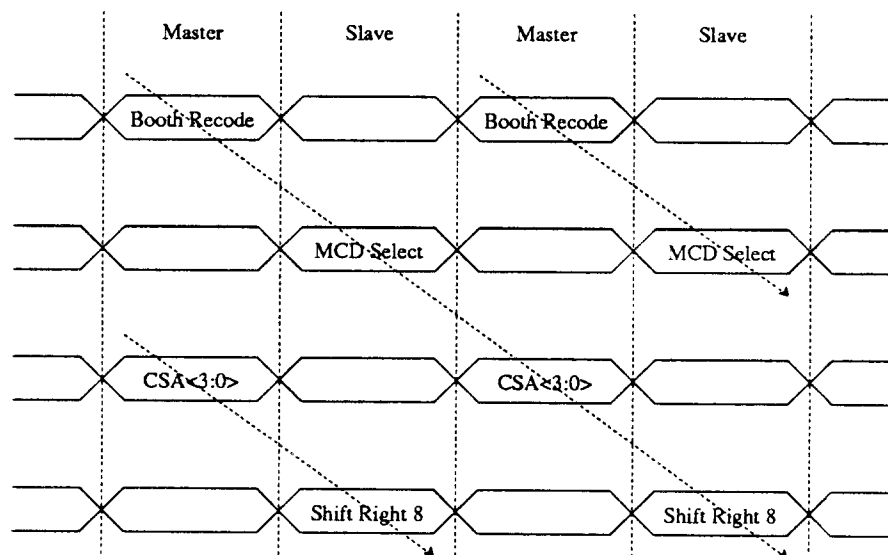 Master Slave Master Slave
Booth Recode Booth Recode
MCD Select MCD Select
CSA<3:0> CSA<3:0>
Shift Right 8 Shift Right 8